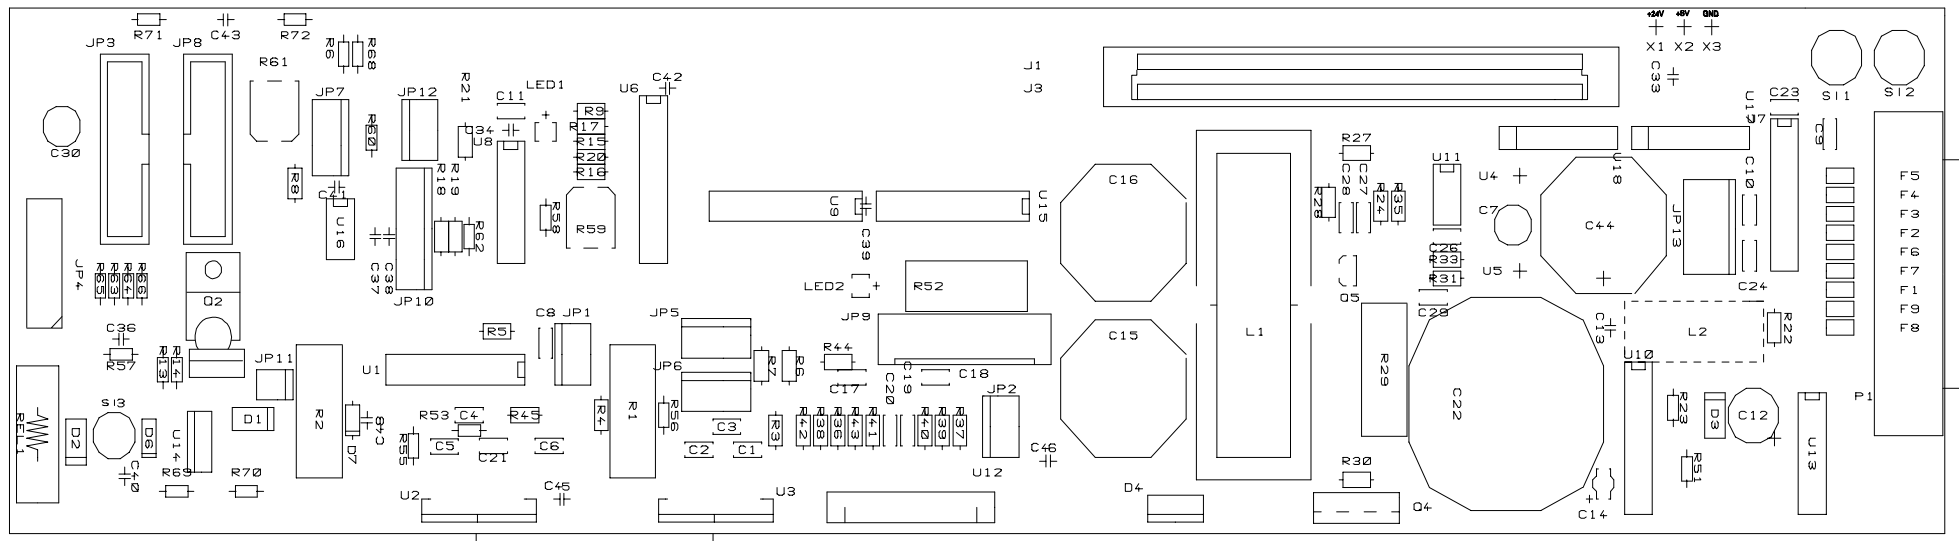 +24V
+5V
GND
X1
X2
X3
R71
C43
R72
JP3
JP8
R6
R68
R61
J1
J3
C42
C33
SI1
SI2
JP7
JP12
R21
C11
LED1
+
U6
R9
R17
R15
R20
R16
C34
U8
C30
R60
C23
U17
U7
C9
R27
U11
U4
U18
C10
R8
C41
U16
R18
R19
R62
R58
R59
U9
U15
C39
C16
R28
C28
C27
R24
R35
C7
C44
JP13
F5
F4
F3
F2
F6
F7
F1
F9
F8
JP4
R65
R63
R64
R66
Q2
C37
C38
JP10
C26
R33
R31
U5
C29
C24
Q5
LED2
+
R52
C36
R57
R13
R14
JP11
U1
R5
C8
JP1
JP5
JP6
R7
R6
R44
JP9
C15
L1
R29
C22
C13
U10
L2
R22
C17
C20
C19
C18
JP2
REL1
SI3
D2
D6
U14
D1
R2
D7
C48
R53
C4
R45
R55
C5
C21
C6
R4
R1
R56
C3
C2
C1
R3
R42
R38
R36
R43
R41
R40
R39
R37
U12
C46
R23
D3
C12
+
U13
P1
R51
C40
R69
R70
U2
C45
U3
D4
R30
Q4
+
C14